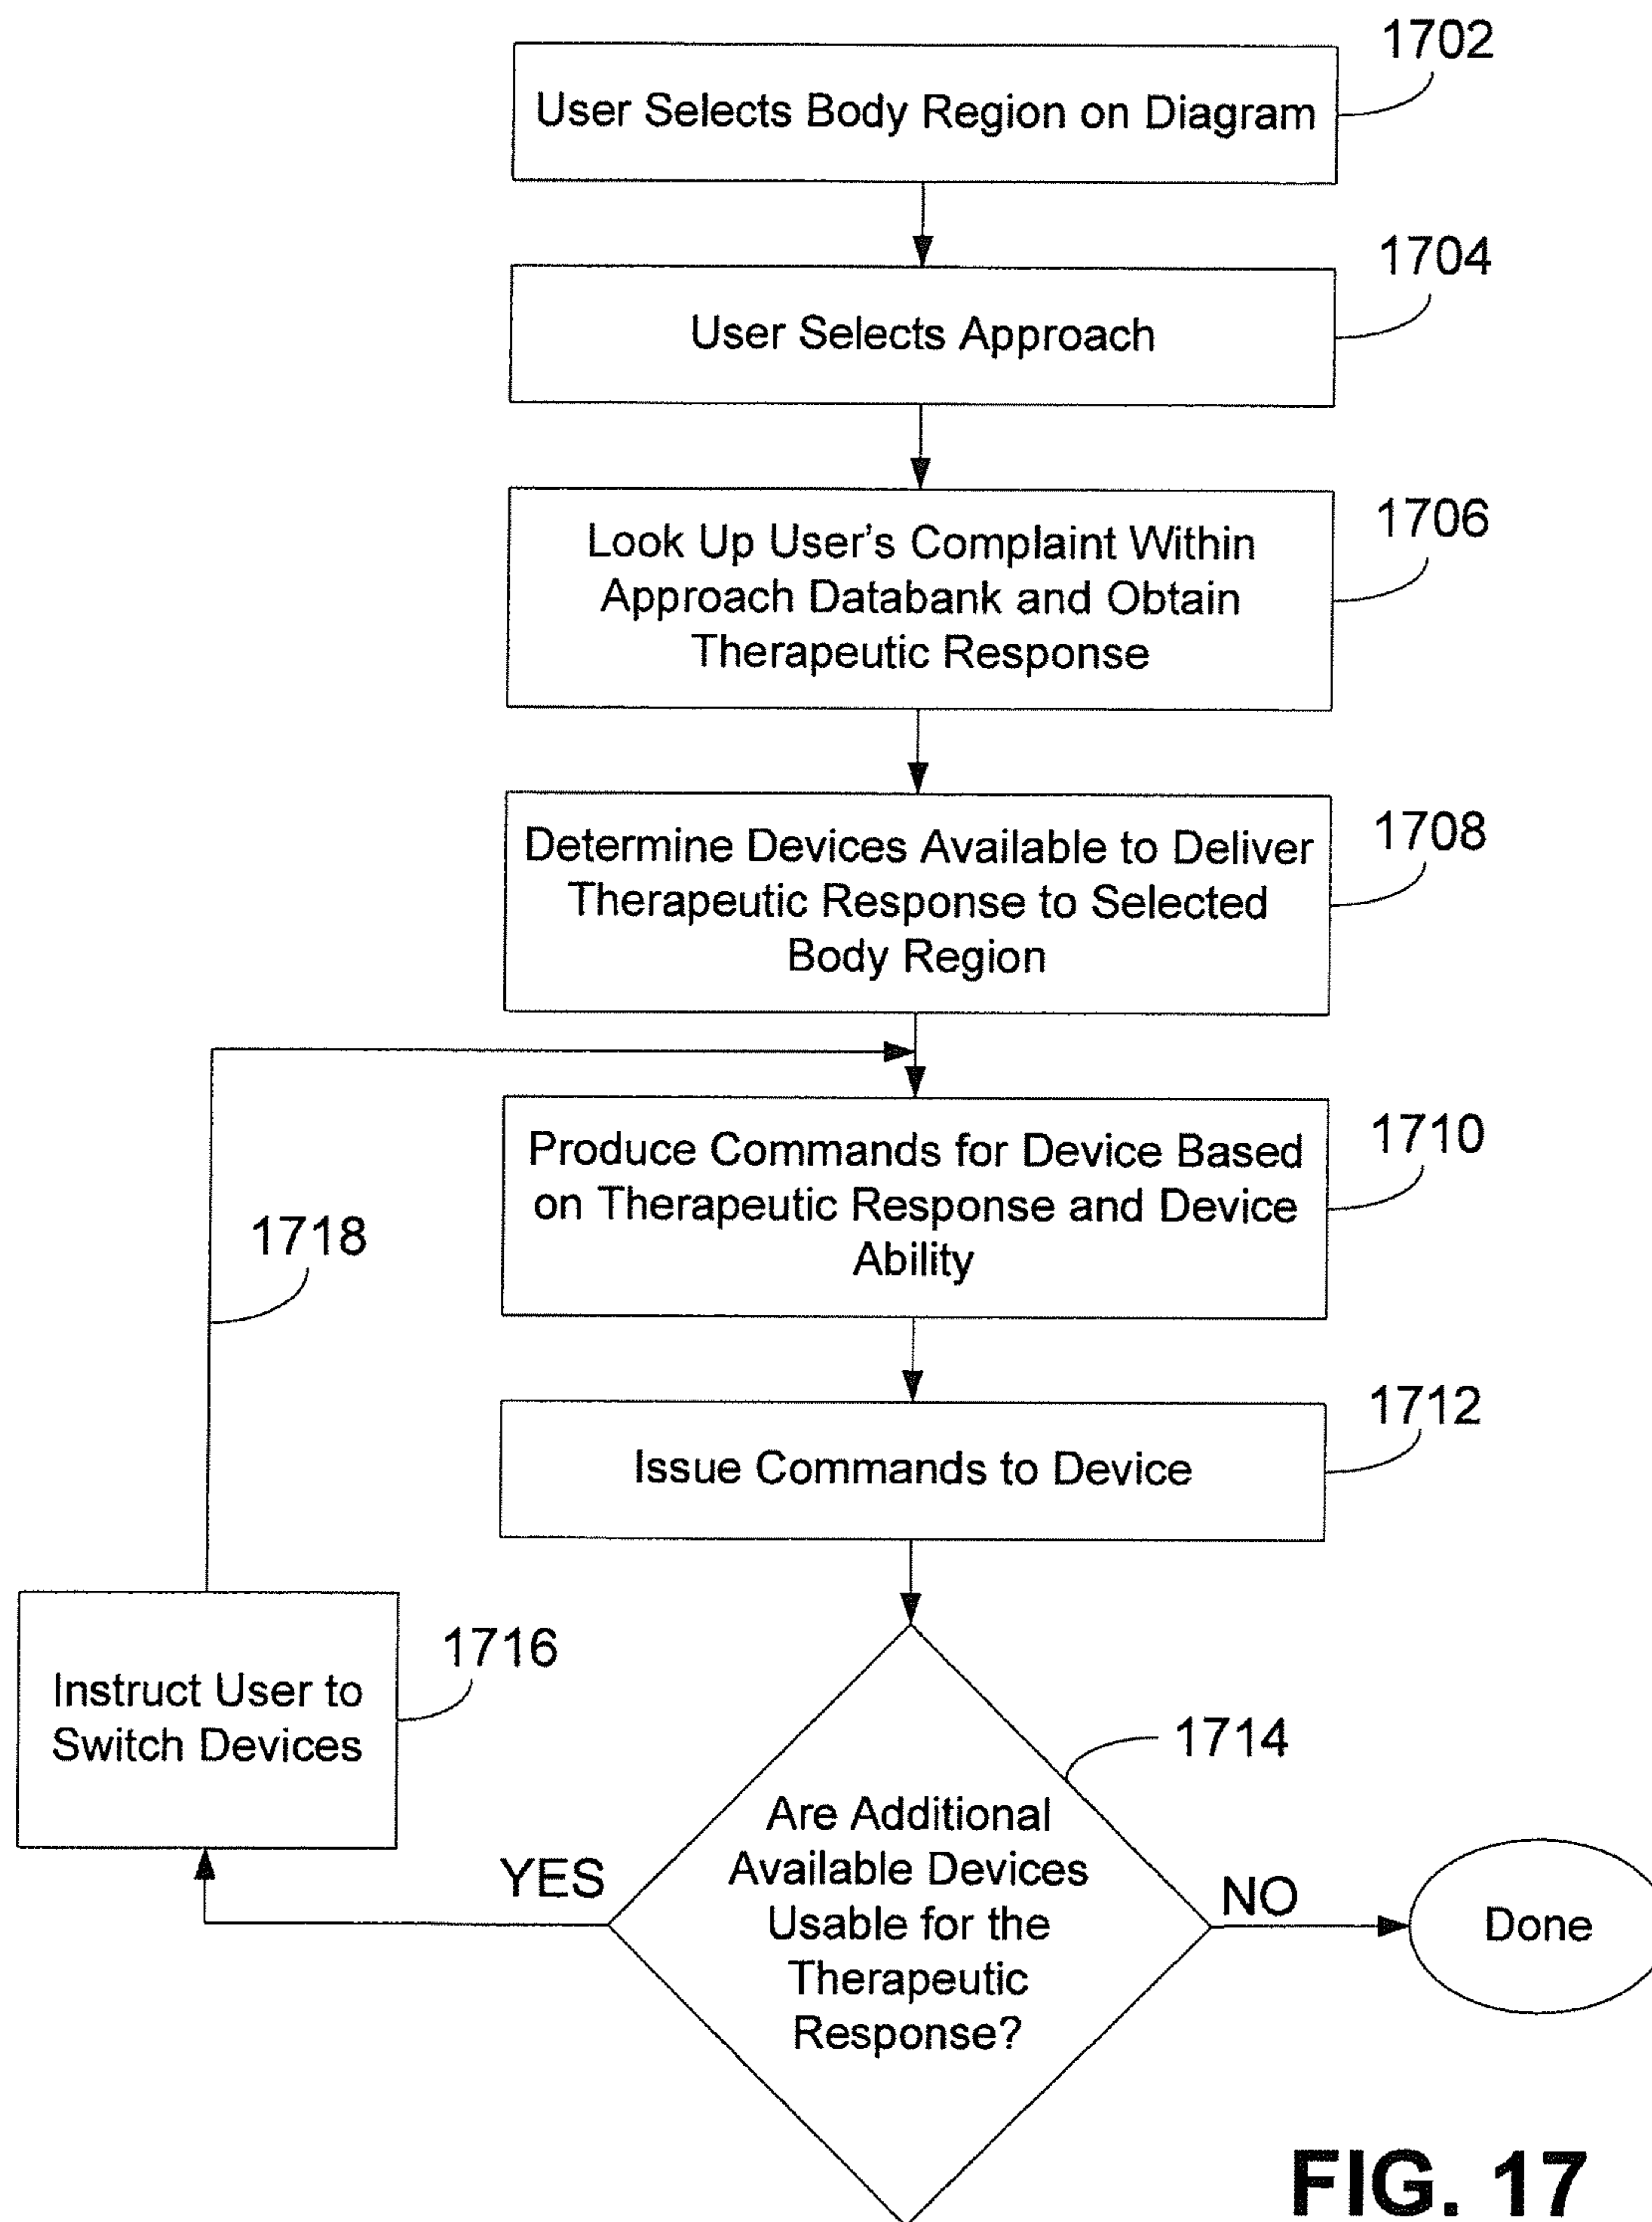 1702
User Selects Body Region on Diagram
1704
User Selects Approach
1706
Look Up User's Complaint Within
Approach Databank and Obtain
Therapeutic Response
1708
Determine Devices Available to Deliver
Therapeutic Response to Selected
Body Region
1710
Produce Commands for Device Based
on Therapeutic Response and Device
Ability
1718
1712
Issue Commands to Device
1716
Instruct User to
Switch Devices
1714
Are Additional
Available Devices
Usable for the
Therapeutic
Response?
YES
NO
Done
FIG. 17